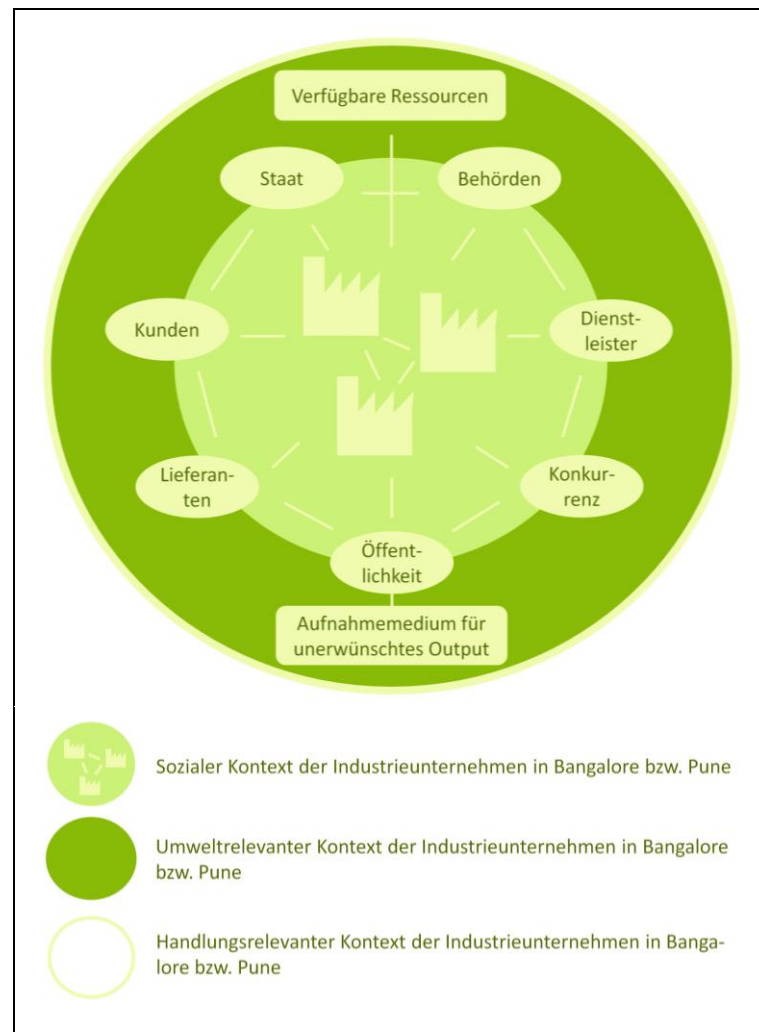 Verfügbare Ressourcen
Staat
Behörden
Kunden
Dienst-
leister
Lieferan-
ten
Konkur-
renz
Öffent-
lichkeit
Aufnahmemedium für
unerwünschtes Output
Sozialer Kontext der Industrieunternehmen in Bangalore bzw. Pune
Umweltrelevanter Kontext der Industrieunternehmen in Bangalore
bzw. Pune
Handlungsrelevanter Kontext der Industrieunternehmen in Banga-
lore bzw. Pune